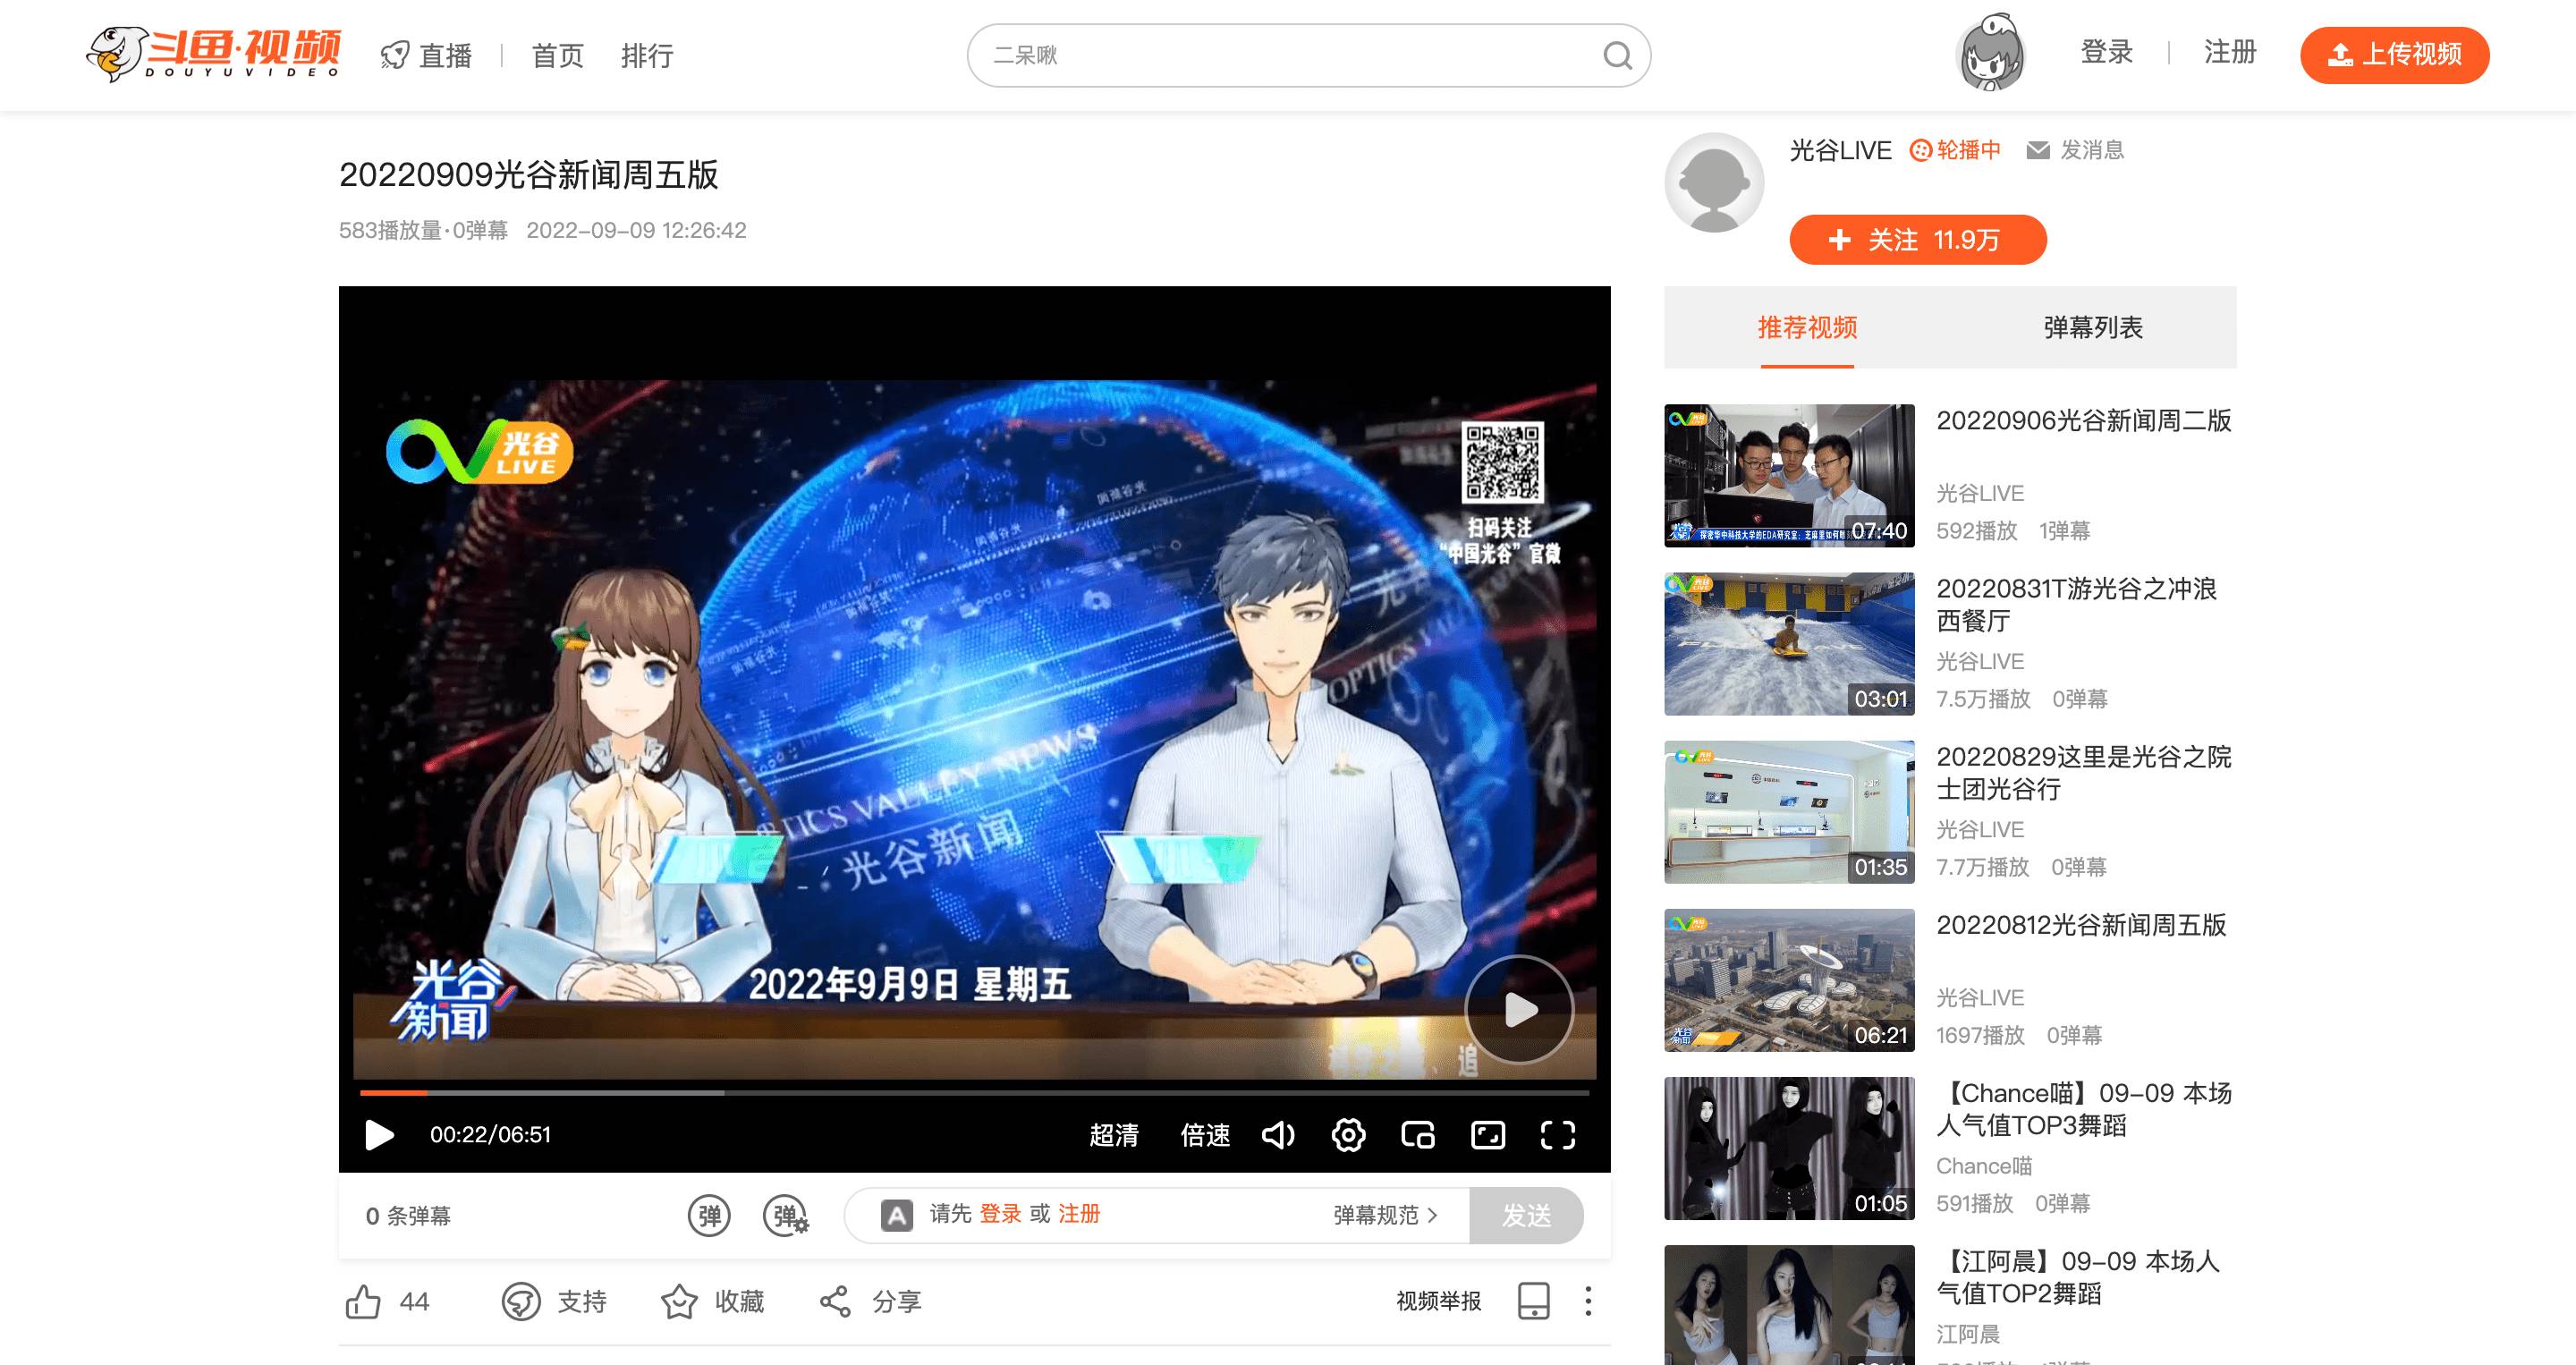 斗鱼·视频
DOUYUVIDEO
直播
首页
排行
二呆啾
登录
注册
上传视频
20220909光谷新闻周五版
583播放量·0弹幕 2022-09-09 12:26:42
光谷LIVE
轮播中
发消息
关注 11.9万
推荐视频
弹幕列表
光谷
LIVE
扫码关注
“中国光谷”官微
OPTICS VALLEY NEWS
光谷新闻
2022年9月9日 星期五
光谷
新闻
追
00:22/06:51
超清
倍速
0 条弹幕
弹
弹
A
请先 登录 或 注册
弹幕规范
发送
44
支持
收藏
分享
视频举报
07:40
20220906光谷新闻周二版
光谷LIVE
592播放 1弹幕
03:01
20220831T游光谷之冲浪
西餐厅
光谷LIVE
7.5万播放 0弹幕
01:35
20220829这里是光谷之院
士团光谷行
光谷LIVE
7.7万播放 0弹幕
06:21
20220812光谷新闻周五版
光谷LIVE
1697播放 0弹幕
01:05
【Chance喵】09-09 本场
人气值TOP3舞蹈
Chance喵
591播放 0弹幕
【江阿晨】09-09 本场人
气值TOP2舞蹈
江阿晨